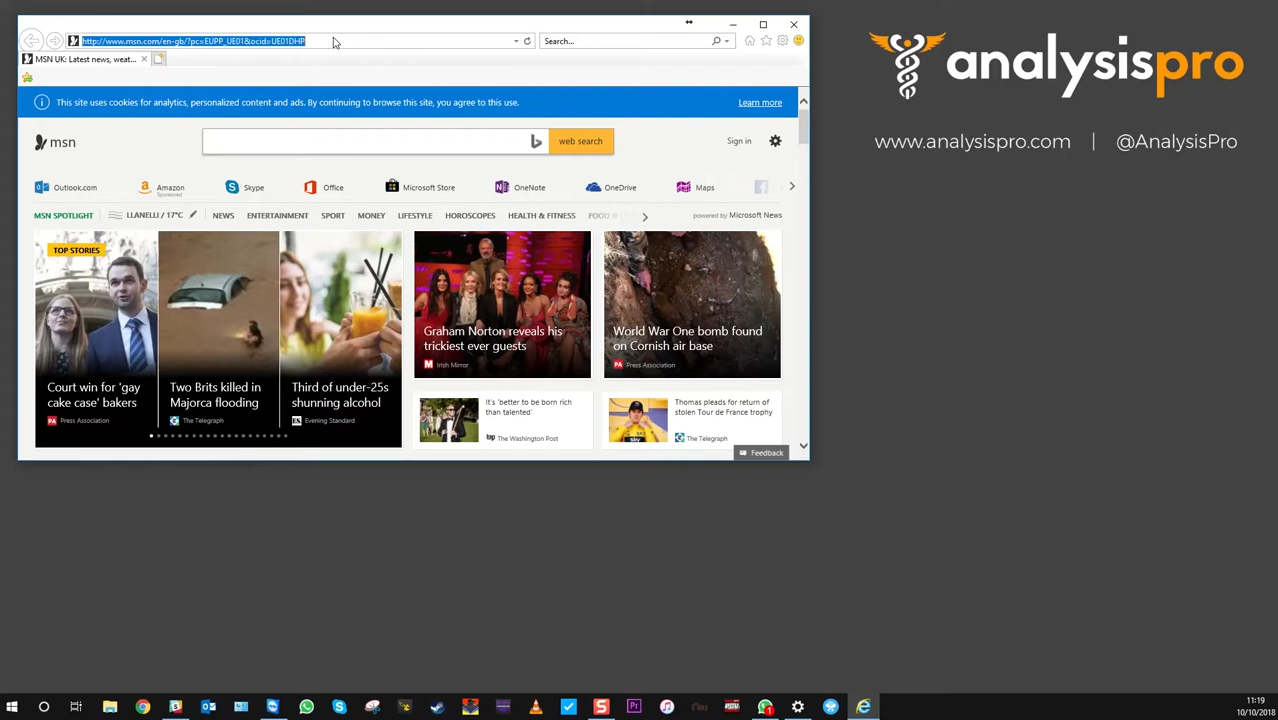 http://www.msn.com/en-gb/?pc=EUPP_UE01&ocid=UE01DHP
Search...
MSN UK: Latest news, weat...
This site uses cookies for analytics, personalized content and ads. By continuing to browse this site, you agree to this use.
Learn more
msn
web search
Sign in
Outlook.com
Amazon
Sponsored
Skype
Office
Microsoft Store
OneNote
OneDrive
Maps
MSN SPOTLIGHT
LLANELLI / 17°C
NEWS
ENTERTAINMENT
SPORT
MONEY
LIFESTYLE
HOROSCOPES
HEALTH & FITNESS
FOOD &
powered by Microsoft News
TOP STORIES
Court win for 'gay
cake case' bakers
PA Press Association
Two Brits killed in
Majorca flooding
The Telegraph
Third of under-25s
shunning alcohol
ES Evening Standard
Graham Norton reveals his
trickiest ever guests
M Irish Mirror
World War One bomb found
on Cornish air base
PA Press Association
It's 'better to be born rich
than talented'
wp The Washington Post
Thomas pleads for return of
stolen Tour de France trophy
The Telegraph
sky
Feedback
analysispro
www.analysispro.com | @AnalysisPro
11:19
10/10/2018